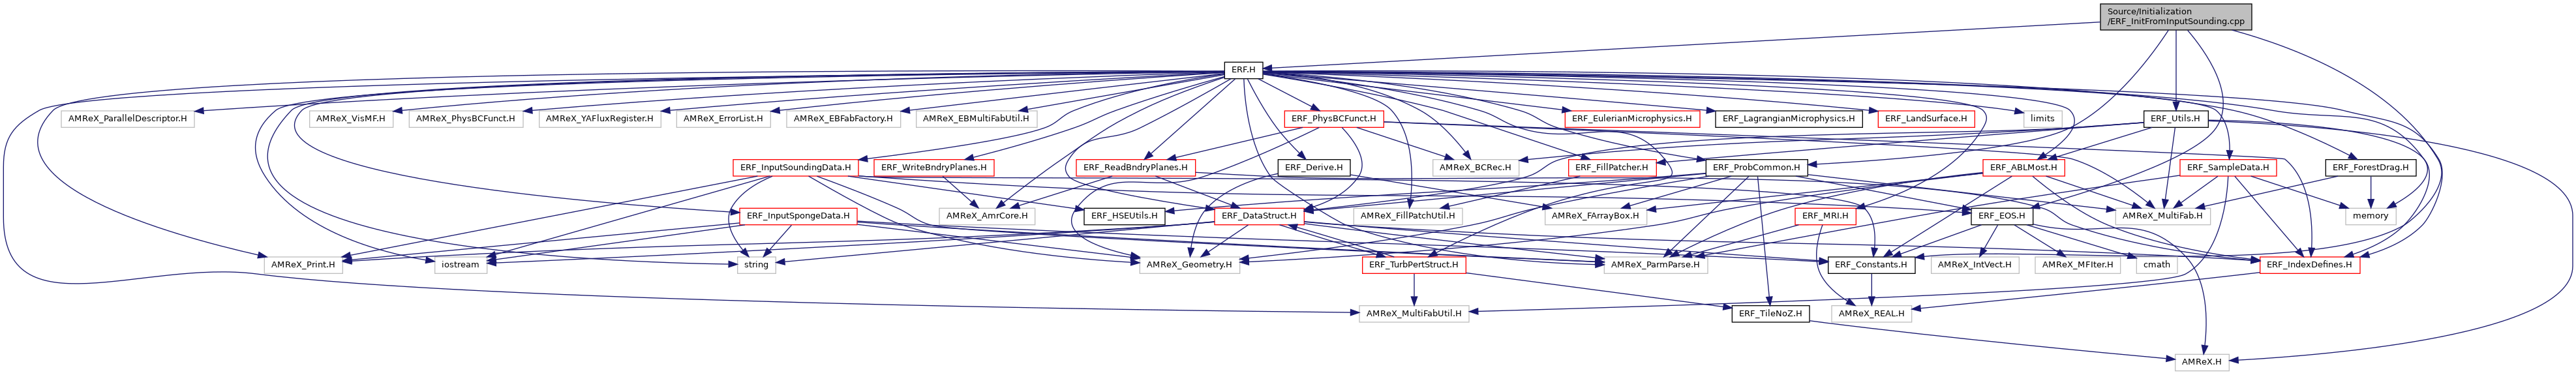 Source/Initialization
/ERF_InitFromInputSounding.cpp
ERF.H
AMReX_ParallelDescriptor.H
AMReX_VisMF.H
AMReX_PhysBCFunct.H
AMReX_YAFluxRegister.H
AMReX_ErrorList.H
AMReX_EBFabFactory.H
AMReX_EBMultiFabUtil.H
ERF_PhysBCFunct.H
ERF_EulerianMicrophysics.H
ERF_LagrangianMicrophysics.H
ERF_LandSurface.H
limits
ERF_Utils.H
ERF_InputSoundingData.H
ERF_WriteBndryPlanes.H
ERF_ReadBndryPlanes.H
ERF_Derive.H
AMReX_BCRec.H
ERF_FillPatcher.H
ERF_ProbCommon.H
ERF_ABLMost.H
ERF_SampleData.H
ERF_ForestDrag.H
ERF_InputSpongeData.H
AMReX_AmrCore.H
ERF_HSEUtils.H
ERF_DataStruct.H
AMReX_FillPatchUtil.H
AMReX_FArrayBox.H
ERF_MRI.H
ERF_EOS.H
AMReX_MultiFab.H
memory
AMReX_Print.H
iostream
string
AMReX_Geometry.H
ERF_TurbPertStruct.H
AMReX_ParmParse.H
ERF_Constants.H
AMReX_IntVect.H
AMReX_MFIter.H
cmath
ERF_IndexDefines.H
AMReX_MultiFabUtil.H
ERF_TileNoZ.H
AMReX_REAL.H
AMReX.H